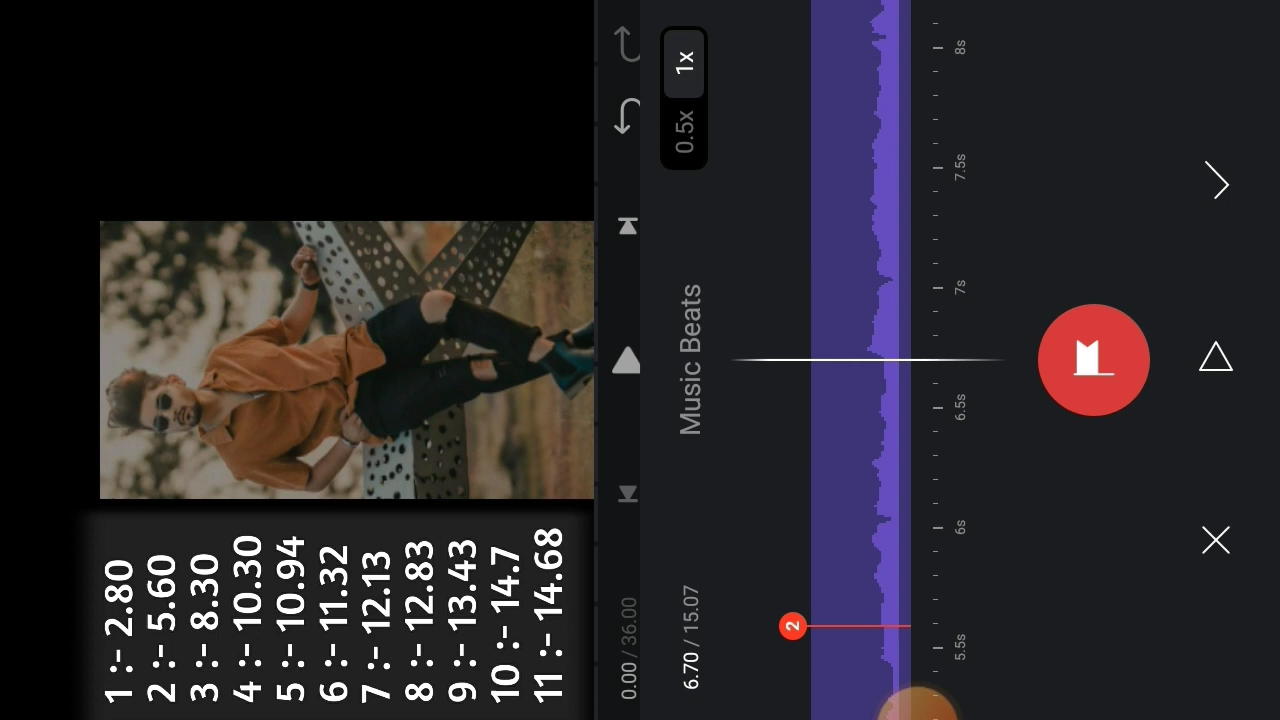 1 :- 2.80
2 :- 5.60
3 :- 8.30
4 :- 10.30
5 :- 10.94
6 :- 11.32
7 :- 12.13
8 :- 12.83
9 :- 13.43
10 :- 14.7
11 :- 14.68
0.00 / 36.00
6.70 / 15.07
Music Beats
0.5x 1x
2
5.5s 6s 6.5s 7s 7.5s 8s